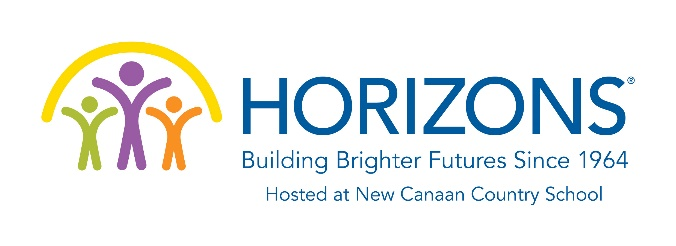 HORIZONS®
Building Brighter Futures Since 1964
Hosted at New Canaan Country School